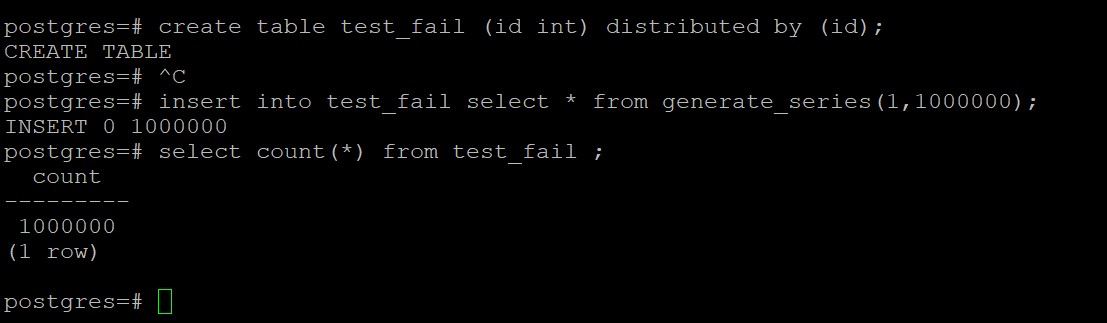 postgres=# create table test_fail (id int) distributed by (id);
CREATE TABLE
postgres=# ^C
postgres=# insert into test_fail select * from generate_series(1,1000000);
INSERT 0 1000000
postgres=# select count(*) from test_fail ;
  count
---------
 1000000
(1 row)

postgres=#